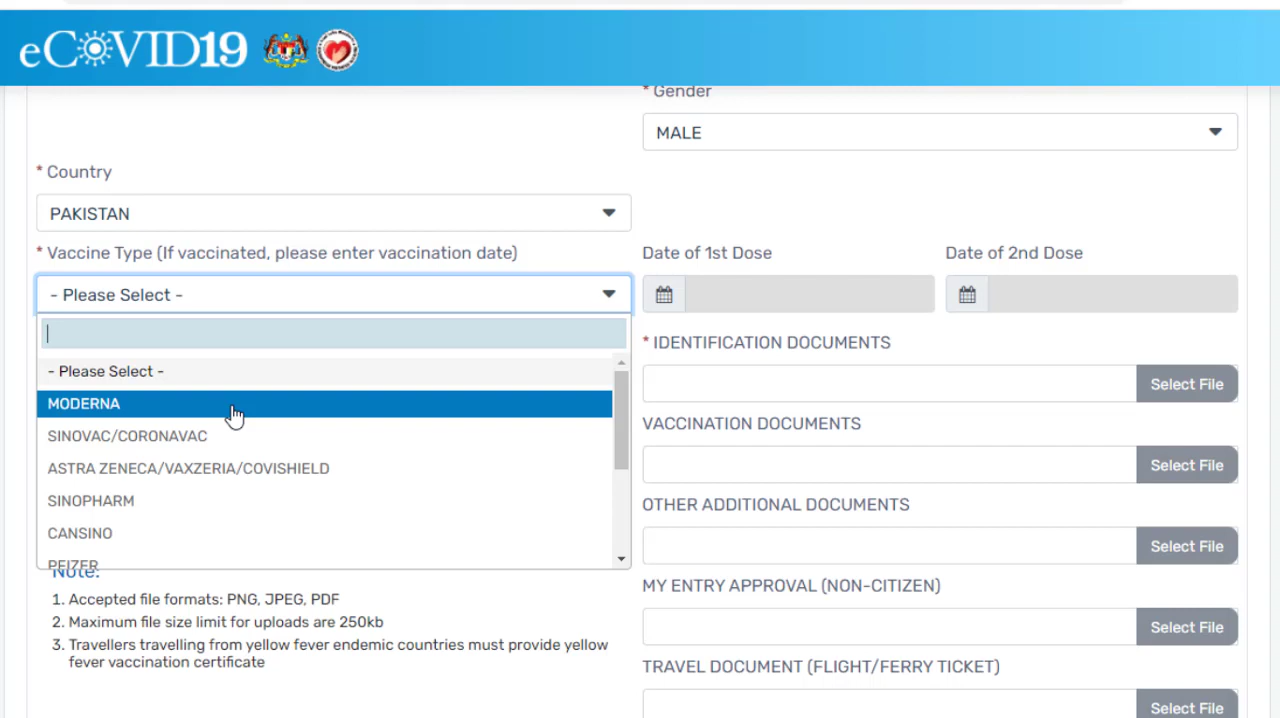 eCOVID19
* Gender
MALE
* Country
PAKISTAN
* Vaccine Type (If vaccinated, please enter vaccination date)
Date of 1st Dose
Date of 2nd Dose
- Please Select -
- Please Select -
MODERNA
SINOVAC/CORONAVAC
ASTRA ZENECA/VAXZERIA/COVISHIELD
SINOPHARM
CANSINO
PFIZER
Note:
1. Accepted file formats: PNG, JPEG, PDF
2. Maximum file size limit for uploads are 250kb
3. Travellers travelling from yellow fever endemic countries must provide yellow
fever vaccination certificate
* IDENTIFICATION DOCUMENTS
Select File
VACCINATION DOCUMENTS
Select File
OTHER ADDITIONAL DOCUMENTS
Select File
MY ENTRY APPROVAL (NON-CITIZEN)
Select File
TRAVEL DOCUMENT (FLIGHT/FERRY TICKET)
Select File